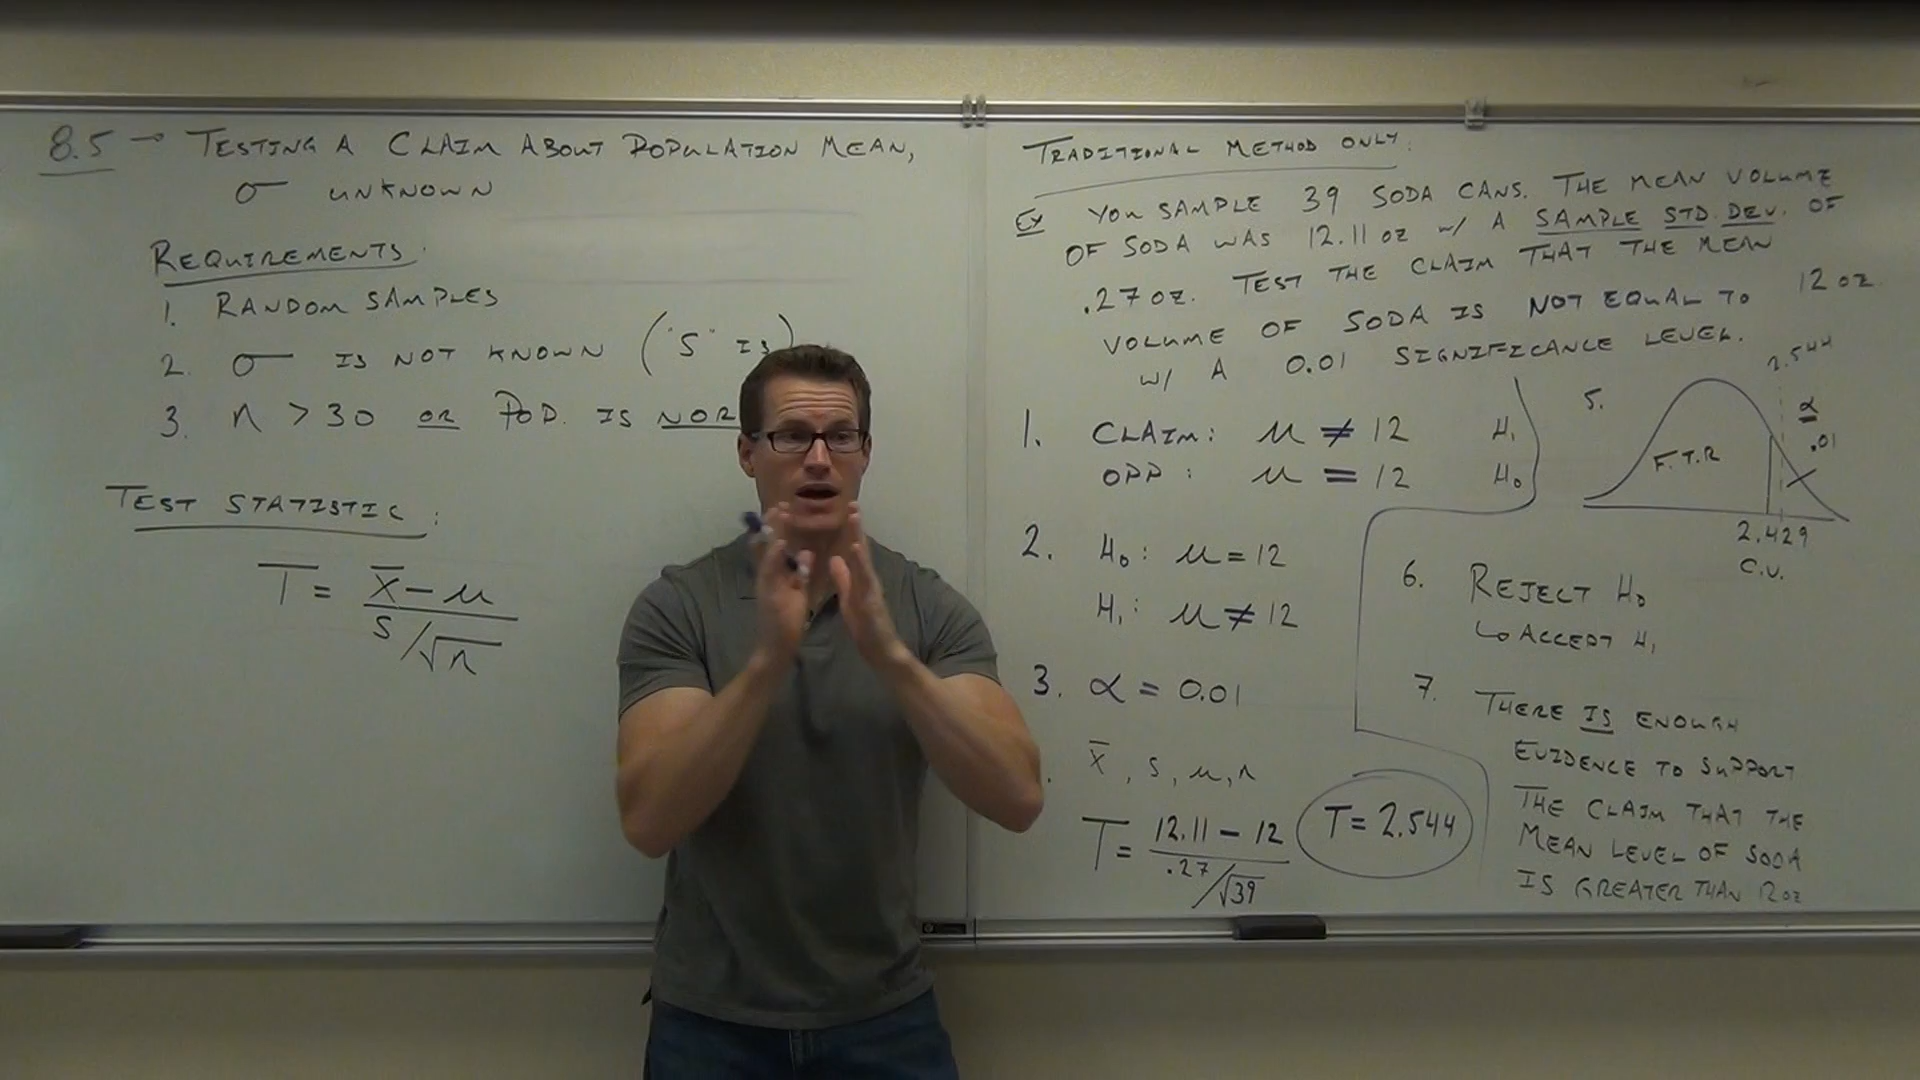 8.5 → TESTING A CLAIM ABOUT POPULATION MEAN,
σ UNKNOWN
REQUIREMENTS:
1. RANDOM SAMPLES
2. σ IS NOT KNOWN ("S" IS)
3. n > 30 OR POP. IS NOR
TEST STATISTIC:
T = x̄ - μ
s/√n
TRADITIONAL METHOD ONLY:
EX YOU SAMPLE 39 SODA CANS. THE MEAN VOLUME
OF SODA WAS 12.11 OZ w/ A SAMPLE STD. DEV. OF
.27 OZ. TEST THE CLAIM THAT THE MEAN
VOLUME OF SODA IS NOT EQUAL TO 12 OZ
w/ A 0.01 SIGNIFICANCE LEVEL.
1. CLAIM: μ ≠ 12 H₁
OPP: μ = 12 H₀
2. H₀: μ = 12
H₁: μ ≠ 12
3. α = 0.01
. x̄, s, μ, n
T = 12.11 - 12
.27/√39
T = 2.544
5.
2.544
α
.01
F.T.R
2.429
C.V.
6. REJECT H₀
↳ ACCEPT H₁
7. THERE IS ENOUGH
EVIDENCE TO SUPPORT
THE CLAIM THAT THE
MEAN LEVEL OF SODA
IS GREATER THAN 12 OZ